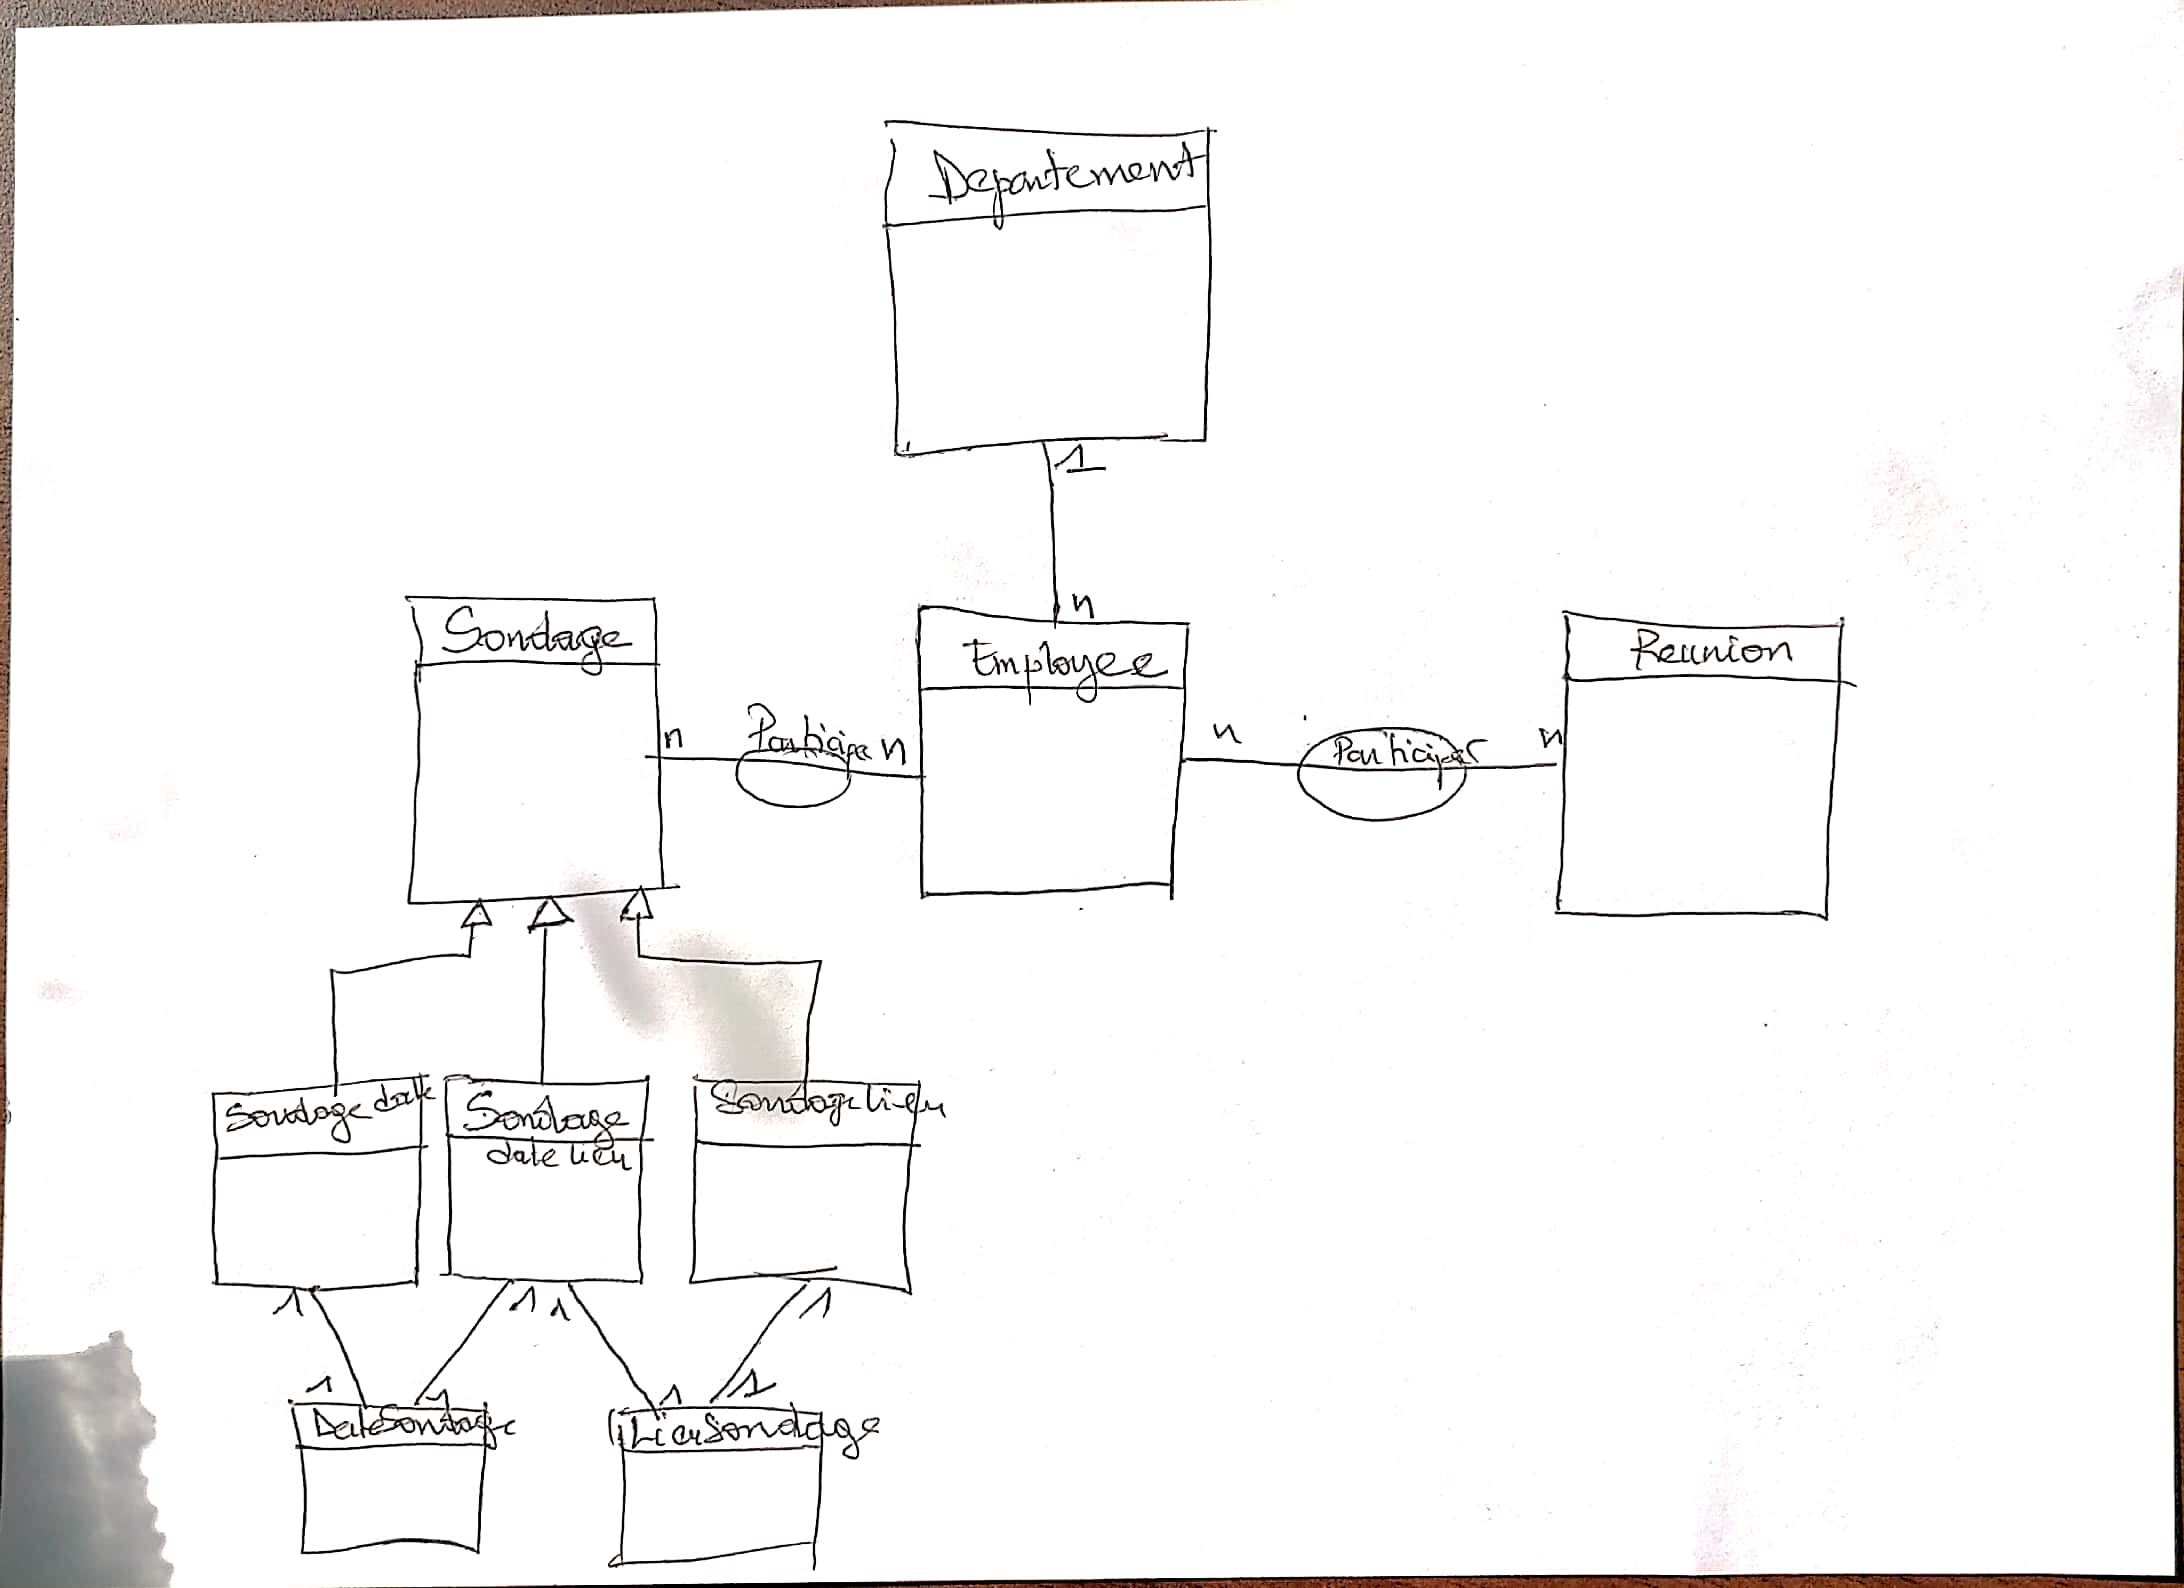 Departement
1
n
Sondage
Employee
Reunion
n
Participe
n
n
Participer
n
Sondage date
Sondage
date lieu
Sondage lieu
1
1
1
1
1
1
1
1
DateSondage
LieuSondage